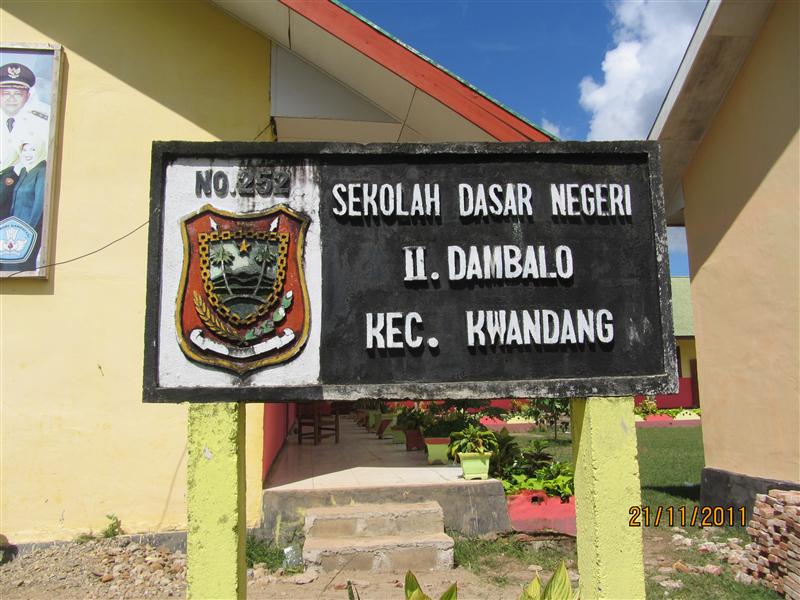 NO.252
SEKOLAH DASAR NEGERI
II. DAMBALO
KEC. KWANDANG
21/11/2011